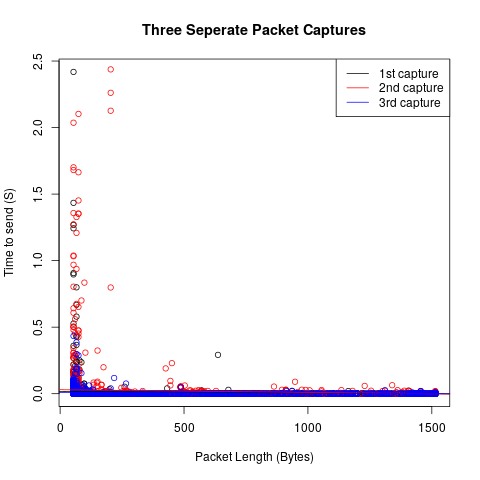 Three Seperate Packet Captures
1st capture
2nd capture
3rd capture
2.5
2.0
1.5
1.0
0.5
0.0
Time to send (S)
0 500 1000 1500
Packet Length (Bytes)